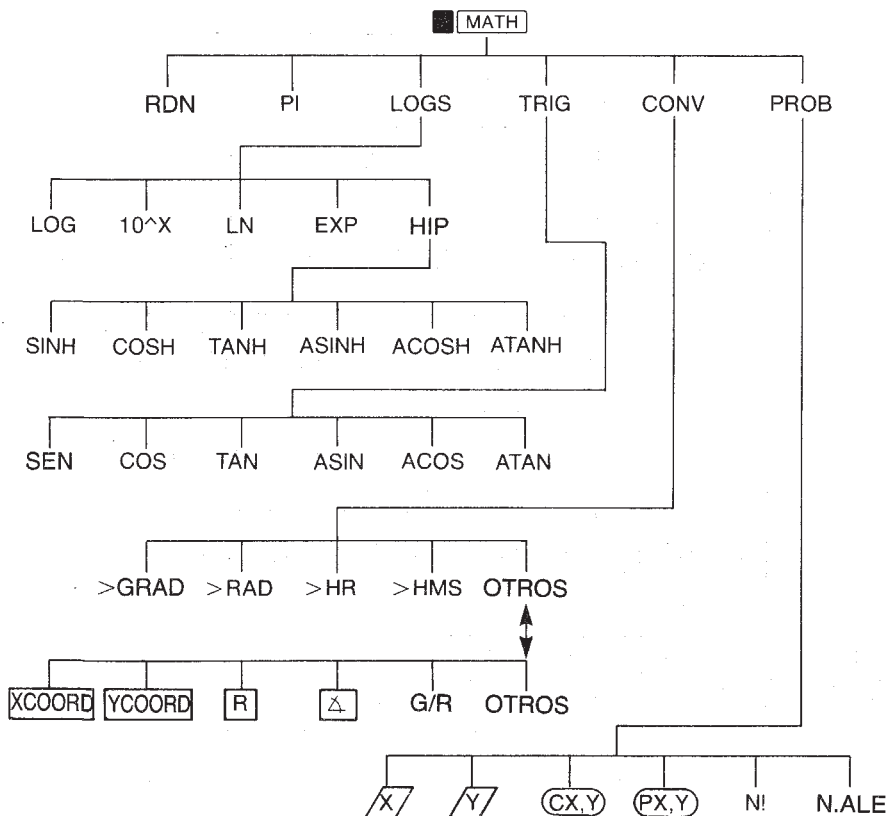 MATH
RDN PI LOGS TRIG CONV PROB
LOG 10^X LN EXP HIP
SINH COSH TANH ASINH ACOSH ATANH
SEN COS TAN ASIN ACOS ATAN
>GRAD >RAD >HR >HMS OTROS
XCOORD YCOORD R ∡ G/R OTROS
X Y CX,Y PX,Y N! N.ALE